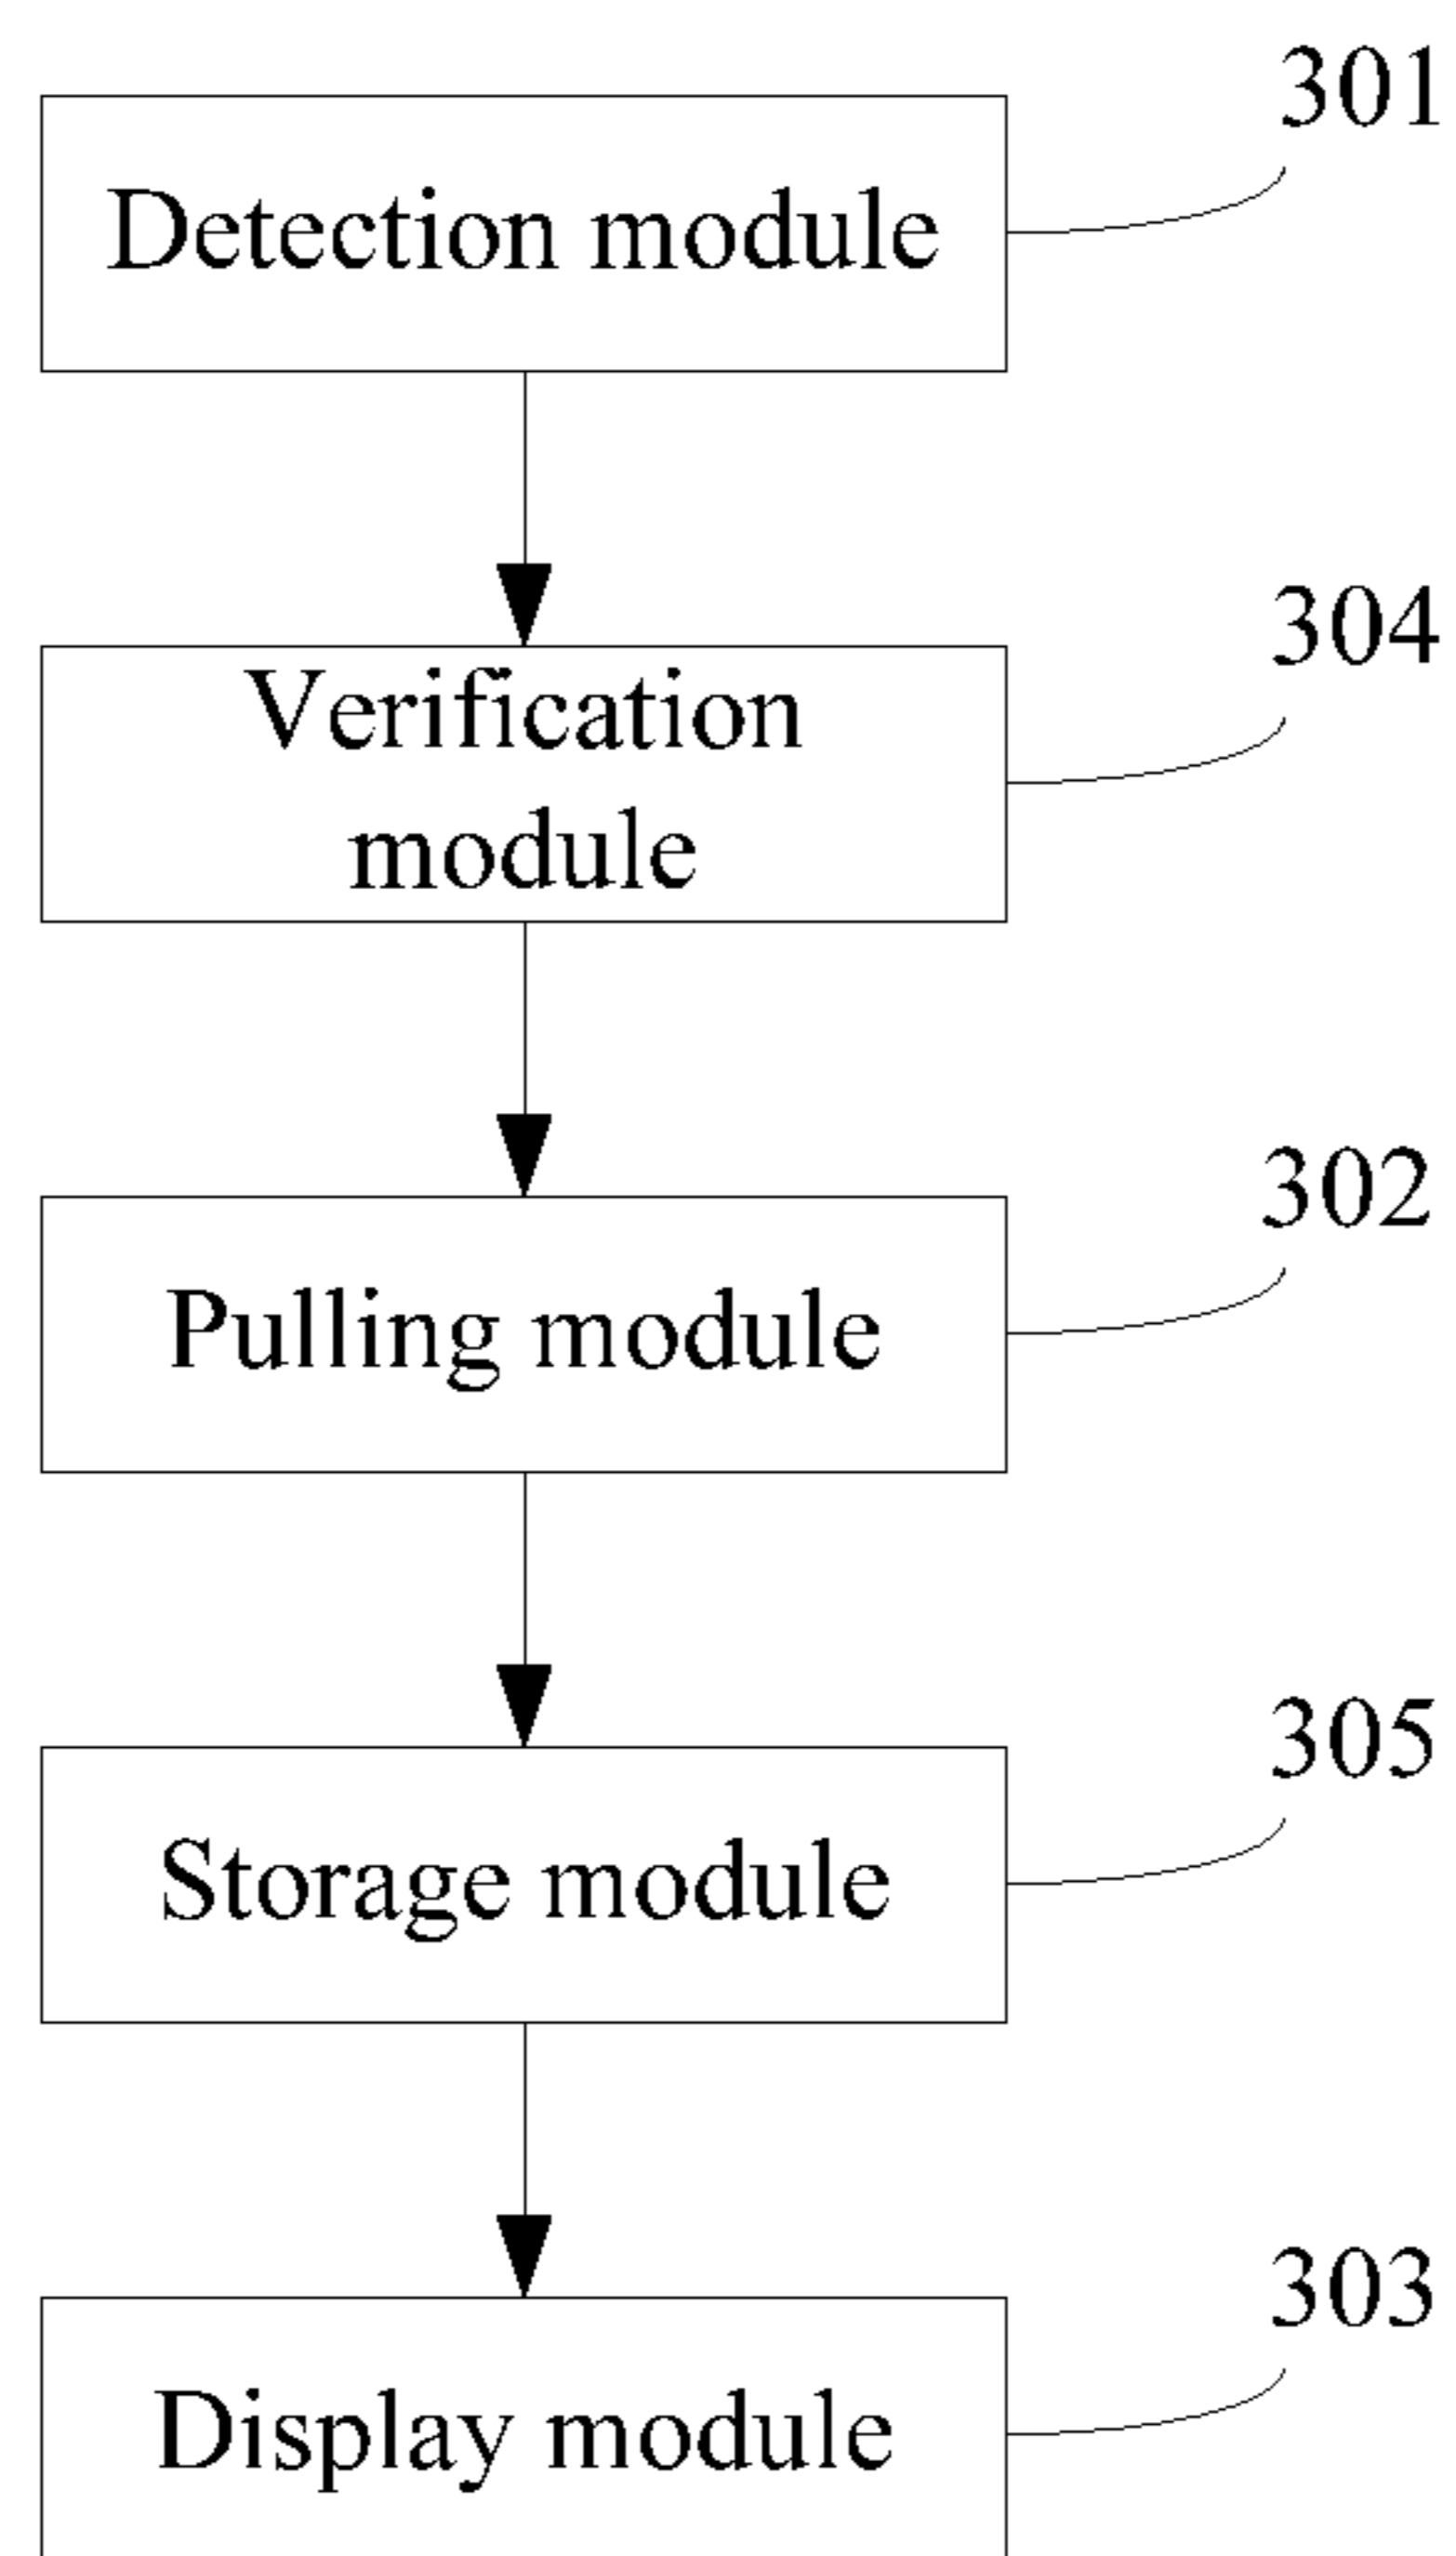 301
Detection module
304
Verification
module
302
Pulling module
305
Storage module
303
Display module